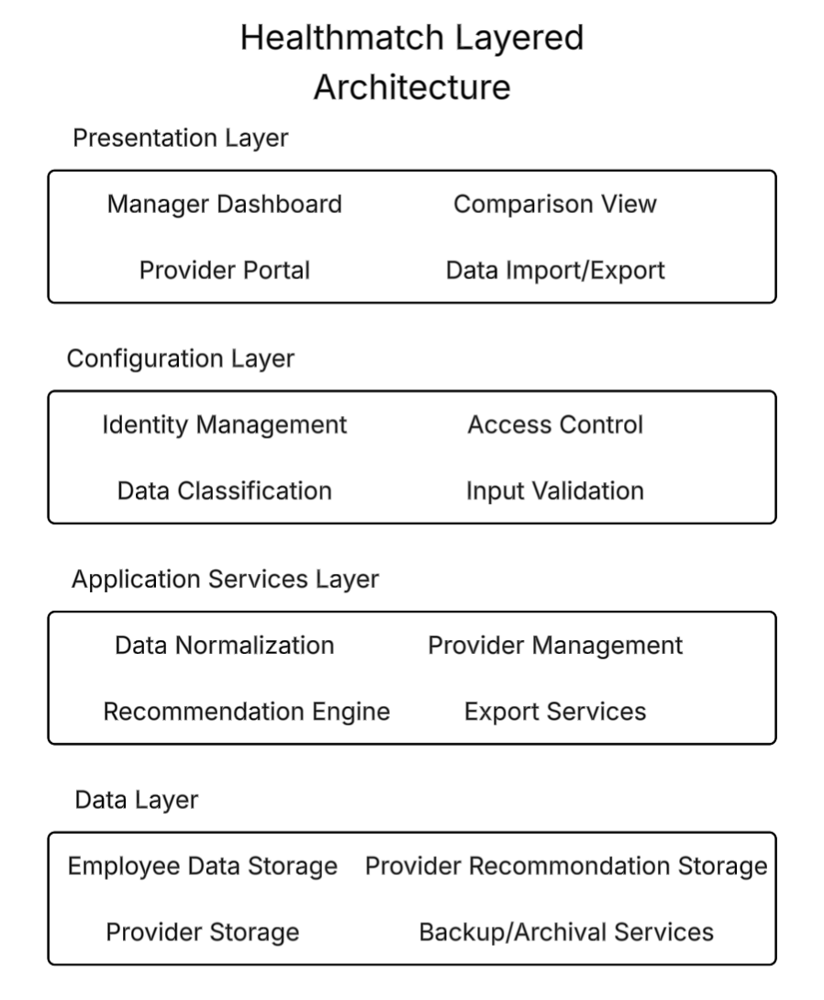 Healthmatch Layered
Architecture
Presentation Layer
Manager Dashboard Comparison View
Provider Portal Data Import/Export
Configuration Layer
Identity Management Access Control
Data Classification Input Validation
Application Services Layer
Data Normalization Provider Management
Recommendation Engine Export Services
Data Layer
Employee Data Storage Provider Recommondation Storage
Provider Storage Backup/Archival Services